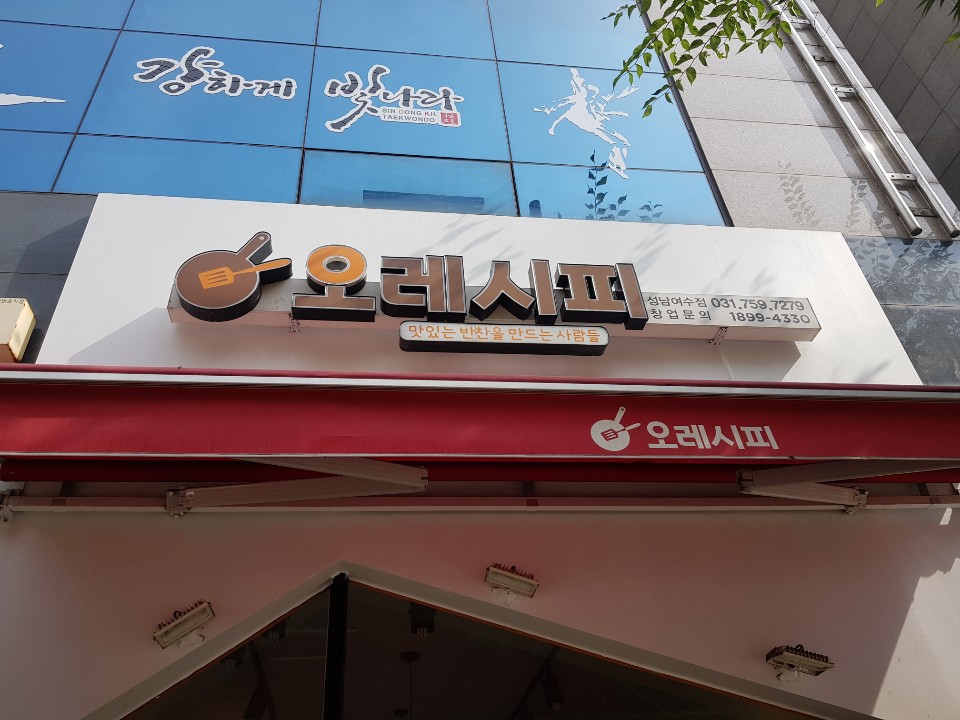 강하게 빛나라
SIN DONG KIL
TAEKWONDO
오레시피
성남여수점 031.759.7279
창업문의 1899-4330
맛있는 반찬을 만드는 사람들
오레시피